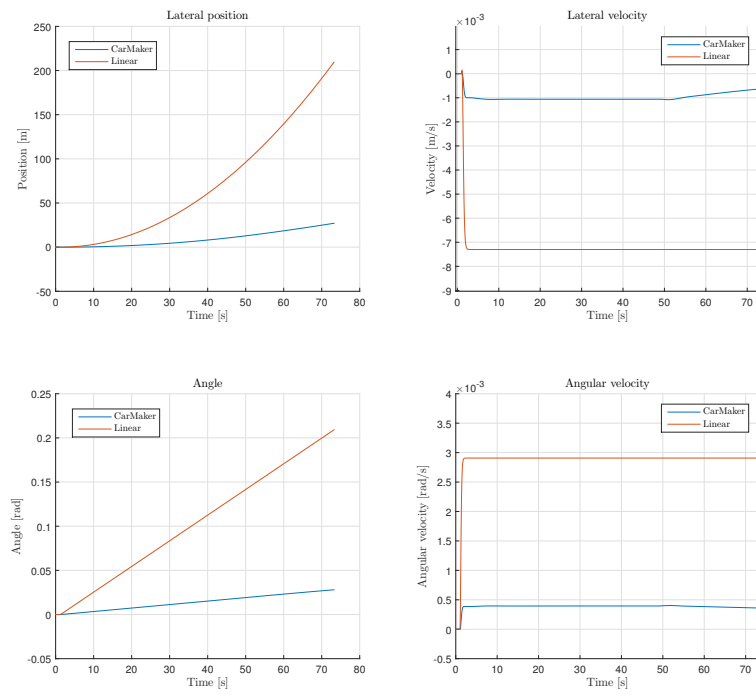 Lateral position
250
200
150
100
50
0
-50
Position [m]
CarMaker
Linear
0 10 20 30 40 50 60 70 80
Time [s]
Lateral velocity
×10⁻³
1
0
-1
-2
-3
-4
-5
-6
-7
-8
-9
Velocity [m/s]
CarMaker
Linear
0 10 20 30 40 50 60 70
Time [s]
Angle
0.25
0.2
0.15
0.1
0.05
0
-0.05
Angle [rad]
CarMaker
Linear
0 10 20 30 40 50 60 70 80
Time [s]
Angular velocity
×10⁻³
4
3.5
3
2.5
2
1.5
1
0.5
0
-0.5
Angular velocity [rad/s]
CarMaker
Linear
0 10 20 30 40 50 60 70
Time [s]